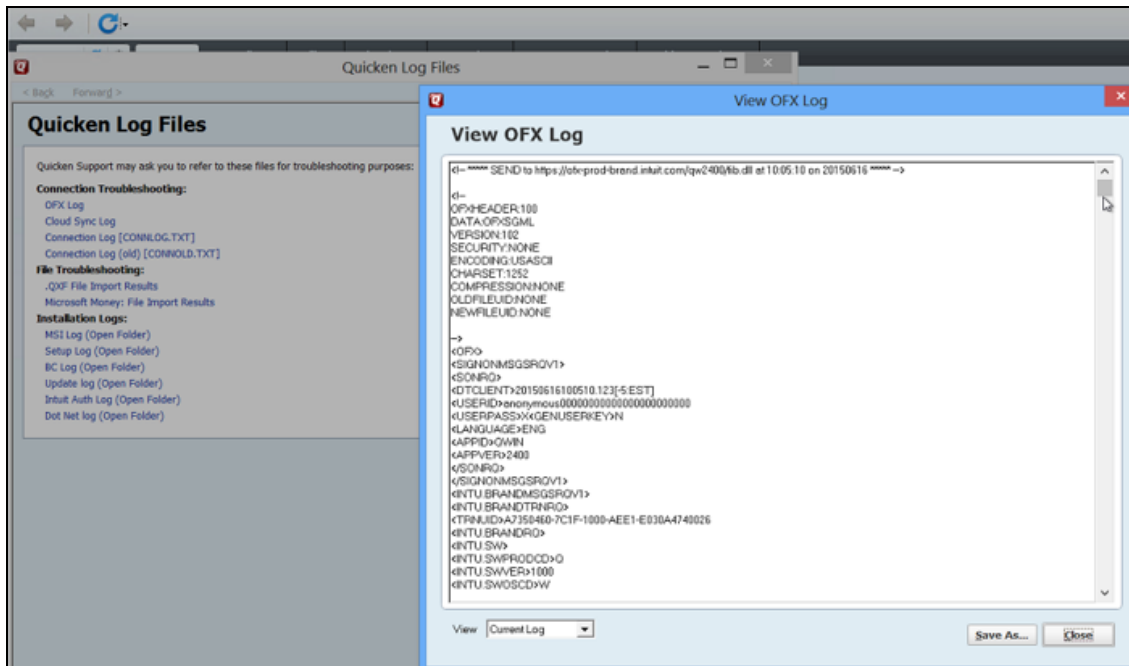 Quicken Log Files
< Back Forward >
Quicken Log Files
Quicken Support may ask you to refer to these files for troubleshooting purposes:
Connection Troubleshooting:
OFX Log
Cloud Sync Log
Connection Log [CONNLOG.TXT]
Connection Log (old) [CONNOLD.TXT]
File Troubleshooting:
.QXF File Import Results
Microsoft Money: File Import Results
Installation Logs:
MSI Log (Open Folder)
Setup Log (Open Folder)
BC Log (Open Folder)
Update log (Open Folder)
Intuit Auth Log (Open Folder)
Dot Net log (Open Folder)
View OFX Log
View OFX Log
<!-- ***** SEND to https://ofx-prod-brand.intuit.com/qw2400/fib.dll at 10:05:10 on 20150616 ***** -->
<!--
OFXHEADER:100
DATA:OFXSGML
VERSION:102
SECURITY:NONE
ENCODING:USASCII
CHARSET:1252
COMPRESSION:NONE
OLDFILEUID:NONE
NEWFILEUID:NONE
-->
<OFX>
<SIGNONMSGSRQV1>
<SONRQ>
<DTCLIENT>20150616100510.123[-5:EST]
<USERID>anonymous00000000000000000000000
<USERPASS>X<GENUSERKEY>N
<LANGUAGE>ENG
<APPID>QWIN
<APPVER>2400
</SONRQ>
</SIGNONMSGSRQV1>
<INTU.BRANDMSGSRQV1>
<INTU.BRANDTRNRQ>
<TRNUID>A7350460-7C1F-1000-AEE1-E030A4740026
<INTU.BRANDRQ>
<INTU.SW>
<INTU.SWPRODCD>Q
<INTU.SWVER>1000
<INTU.SWOSCD>W
View Current Log
Save As... Close